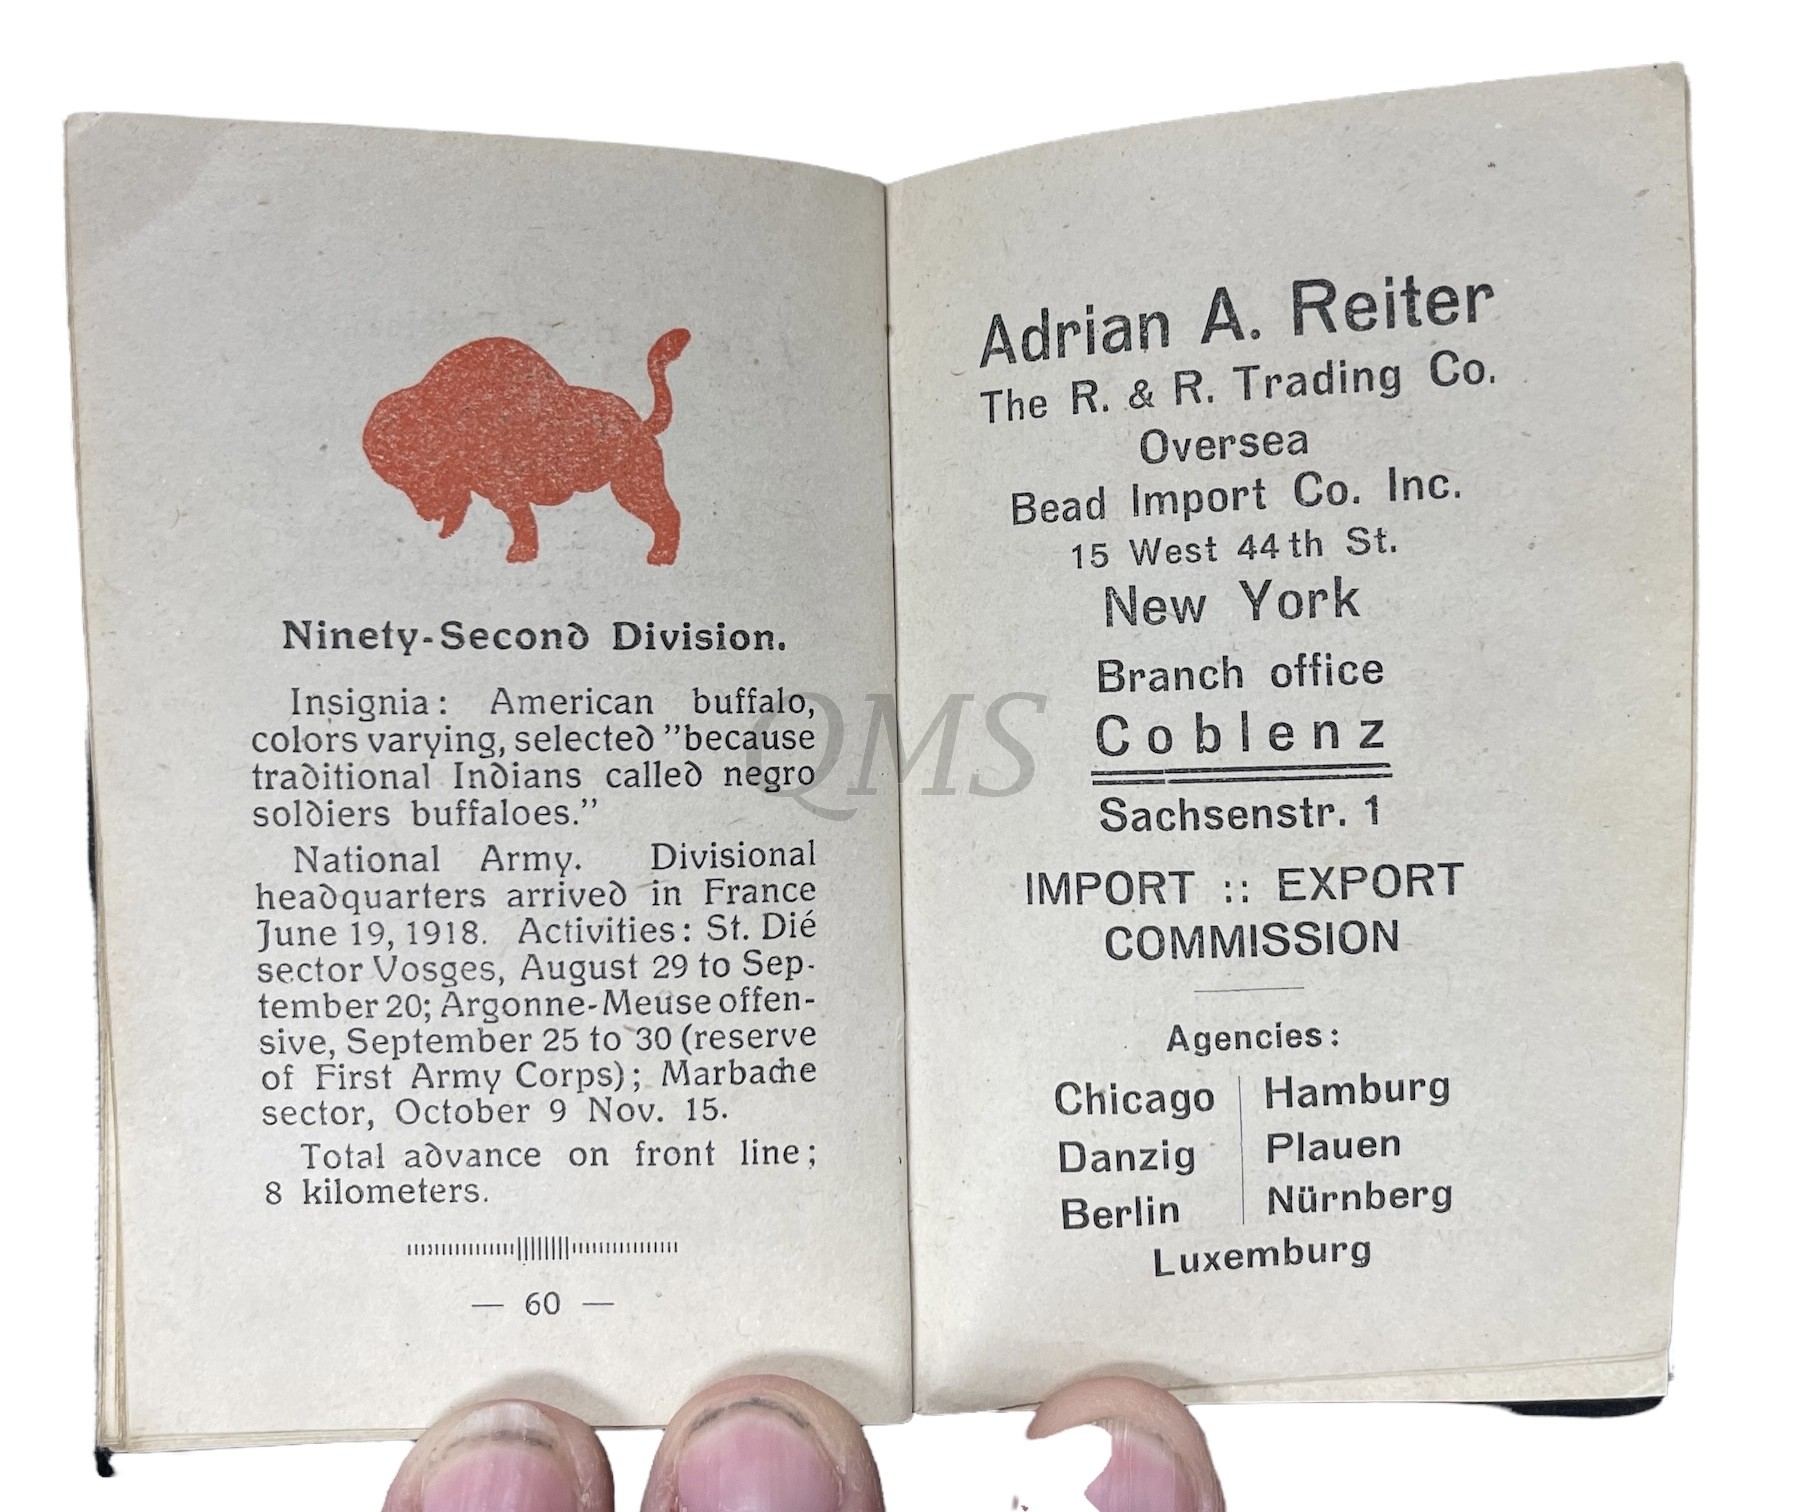 Ninety-Second Division.
Insignia: American buffalo,
colors varying, selected "because
traditional Indians called negro
soldiers buffaloes."
National Army. Divisional
headquarters arrived in France
June 19, 1918. Activities: St. Dié
sector Vosges, August 29 to Sep-
tember 20; Argonne-Meuse offen-
sive, September 25 to 30 (reserve
of First Army Corps); Marbache
sector, October 9 Nov. 15.
Total advance on front line;
8 kilometers.
— 60 —
Adrian A. Reiter
The R. & R. Trading Co.
Oversea
Bead Import Co. Inc.
15 West 44th St.
New York
Branch office
Coblenz
Sachsenstr. 1
IMPORT :: EXPORT
COMMISSION
Agencies:
Chicago | Hamburg
Danzig | Plauen
Berlin | Nürnberg
Luxemburg
QMS